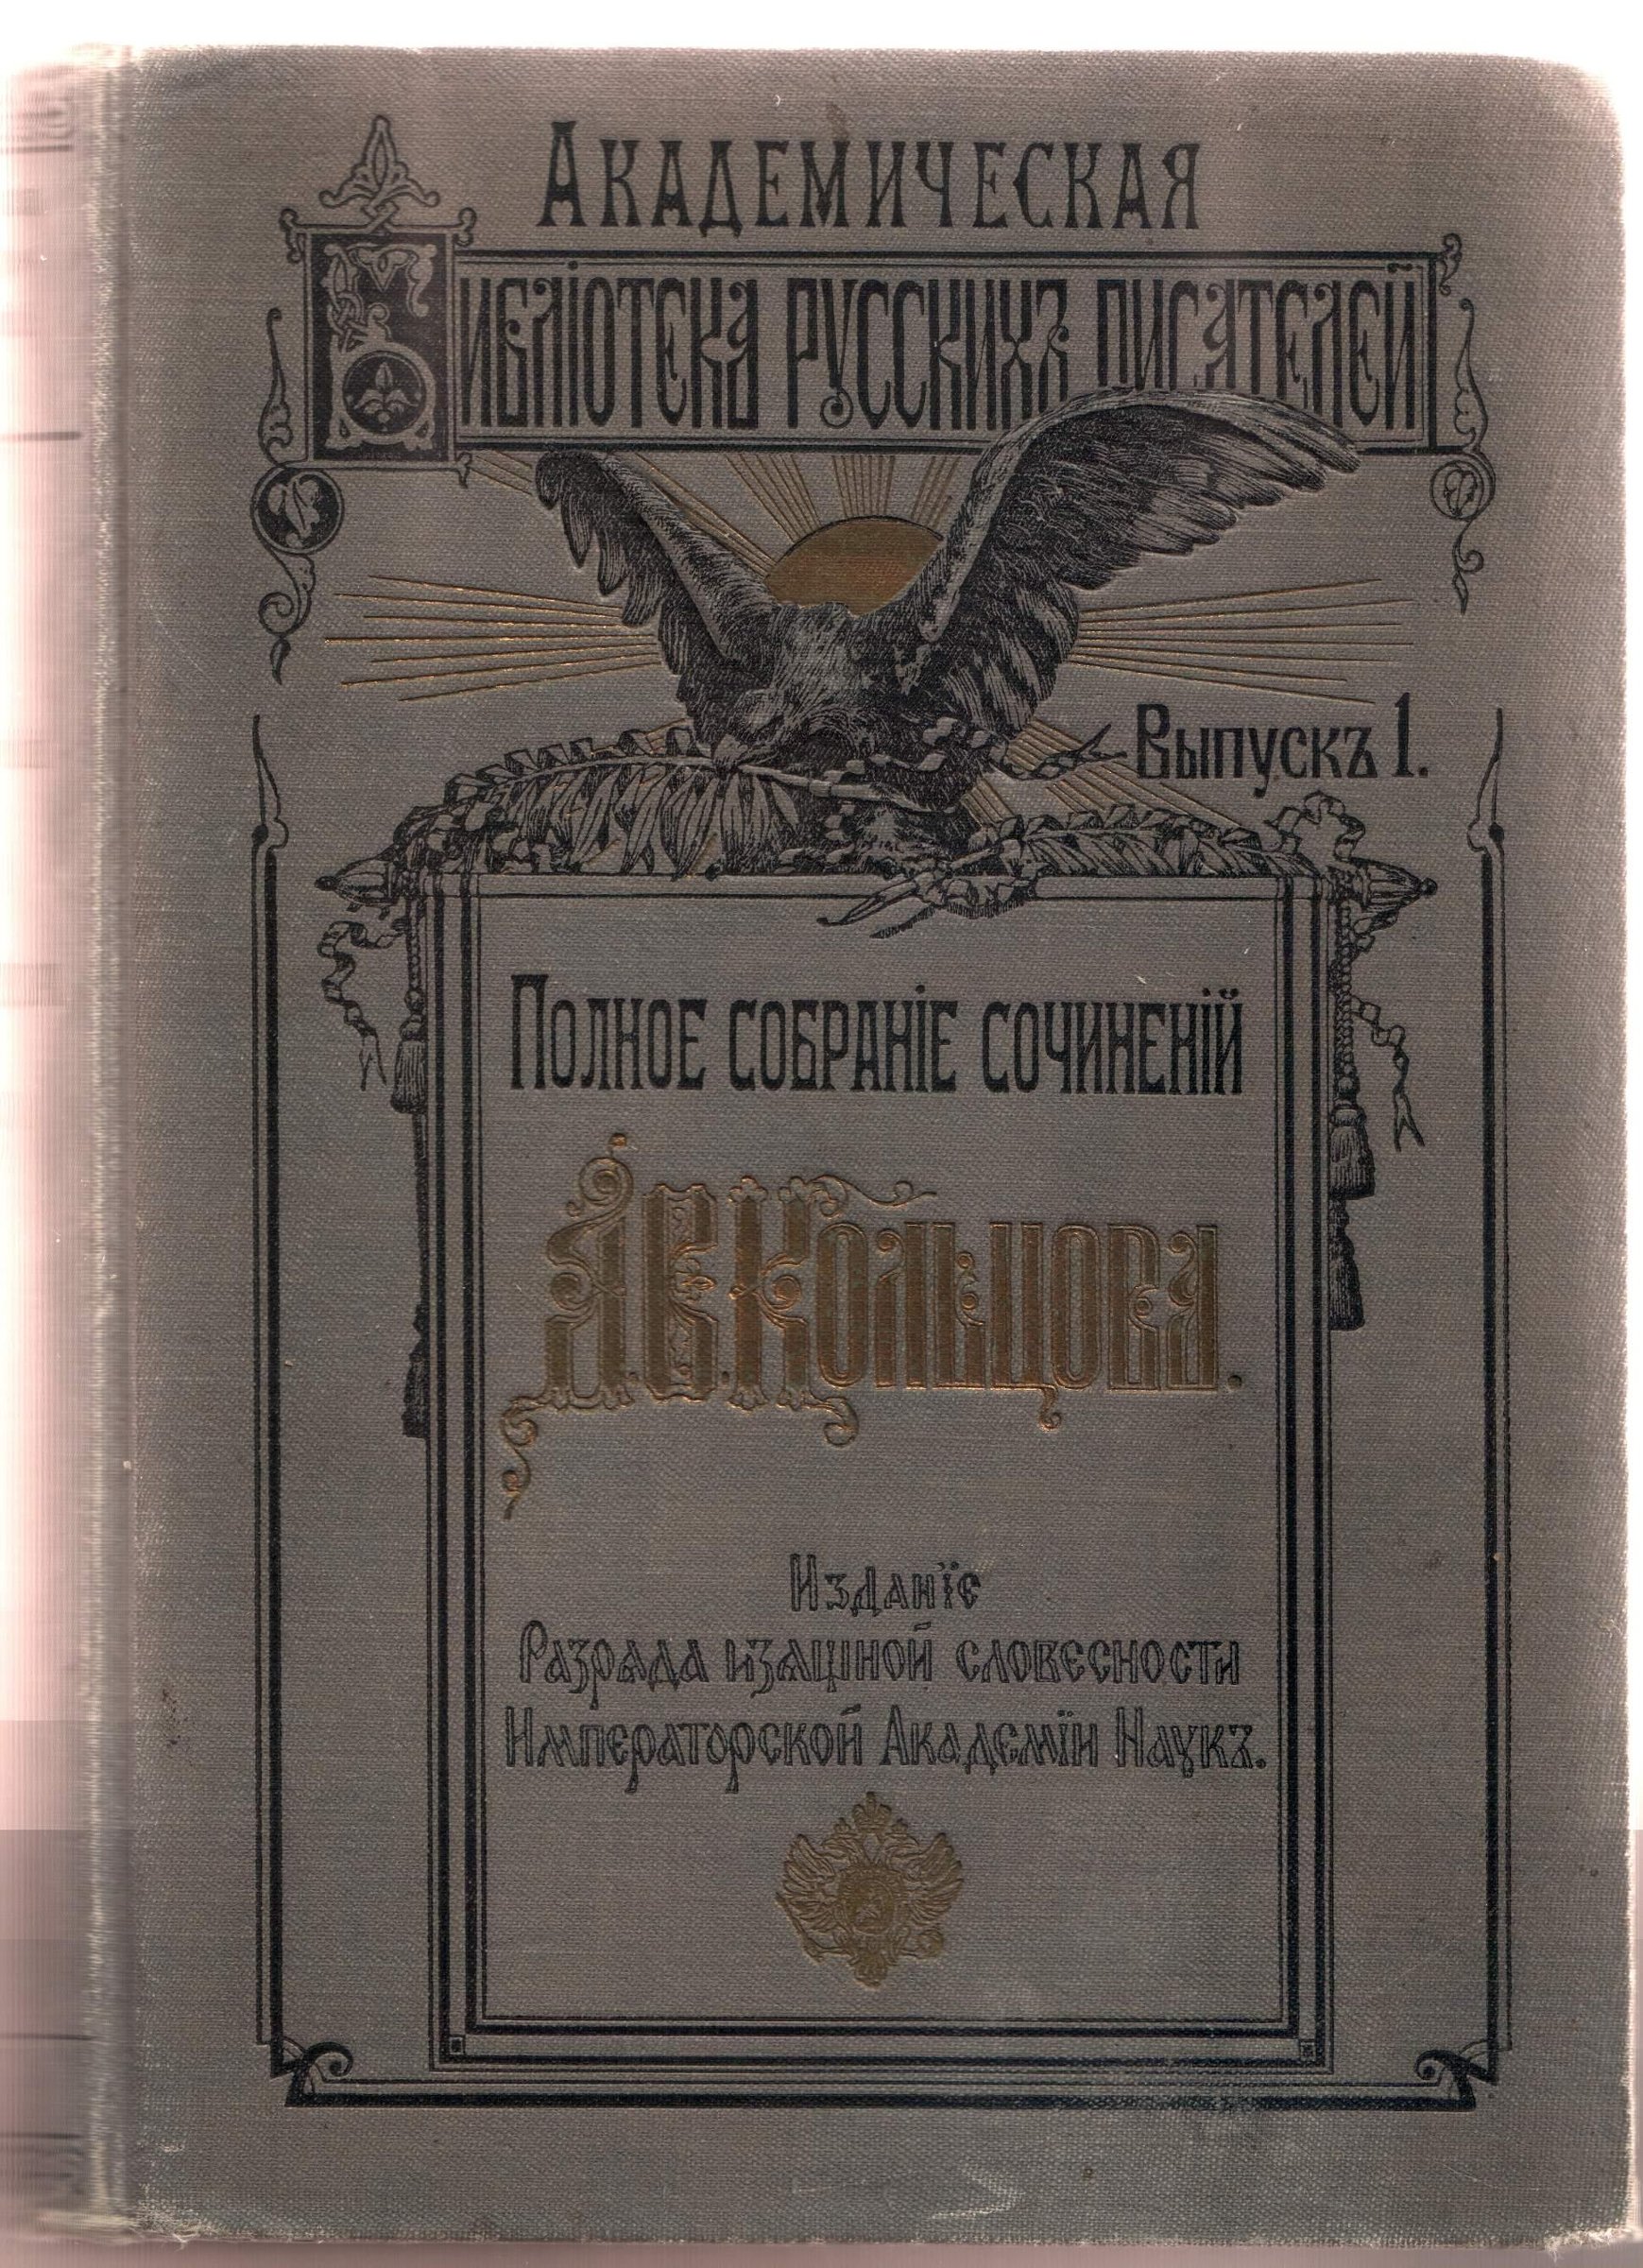 Академическая
Библіотека русскихъ писателей
Выпускъ 1.
Полное собраніе сочиненій
А.В.Кольцова.
Изданіе
Разряда изящной словесности
Императорской Академіи Наукъ.